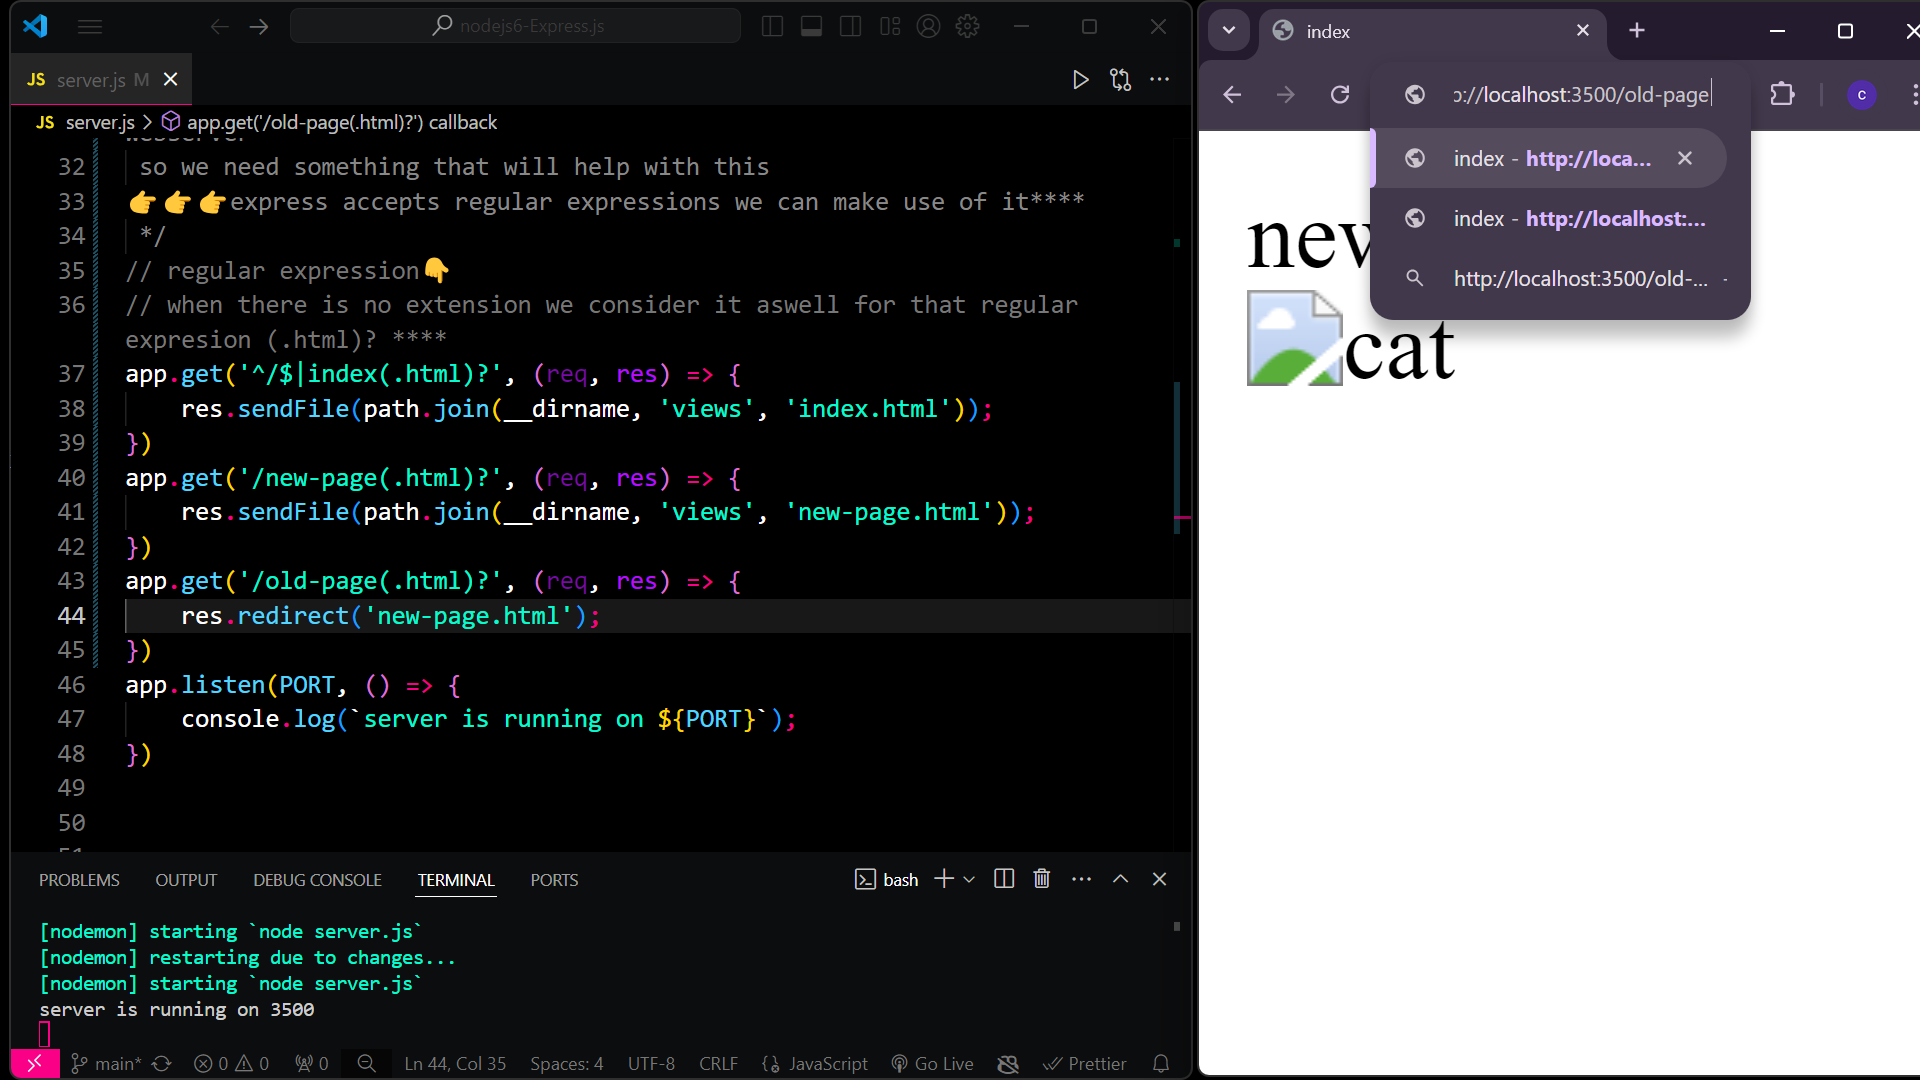 nodejs6-Express.js
JS server.js M
JS server.js > app.get('/old-page(.html)?') callback
32 so we need something that will help with this
33 👉👉👉express accepts regular expressions we can make use of it****
34 */
35 // regular expression👇
36 // when there is no extension we consider it aswell for that regular
expresion (.html)? ****
37 app.get('^/$|index(.html)?', (req, res) => {
38 res.sendFile(path.join(__dirname, 'views', 'index.html'));
39 })
40 app.get('/new-page(.html)?', (req, res) => {
41 res.sendFile(path.join(__dirname, 'views', 'new-page.html'));
42 })
43 app.get('/old-page(.html)?', (req, res) => {
44 res.redirect('new-page.html');
45 })
46 app.listen(PORT, () => {
47 console.log(`server is running on ${PORT}`);
48 })
49
50
PROBLEMS OUTPUT DEBUG CONSOLE TERMINAL PORTS bash
[nodemon] starting `node server.js`
[nodemon] restarting due to changes...
[nodemon] starting `node server.js`
server is running on 3500
main* 0 0 0 Ln 44, Col 35 Spaces: 4 UTF-8 CRLF {} JavaScript Go Live Prettier
index
://localhost:3500/old-page
C
index - http://loca...
index - http://localhost:...
http://localhost:3500/old-... -
new
cat